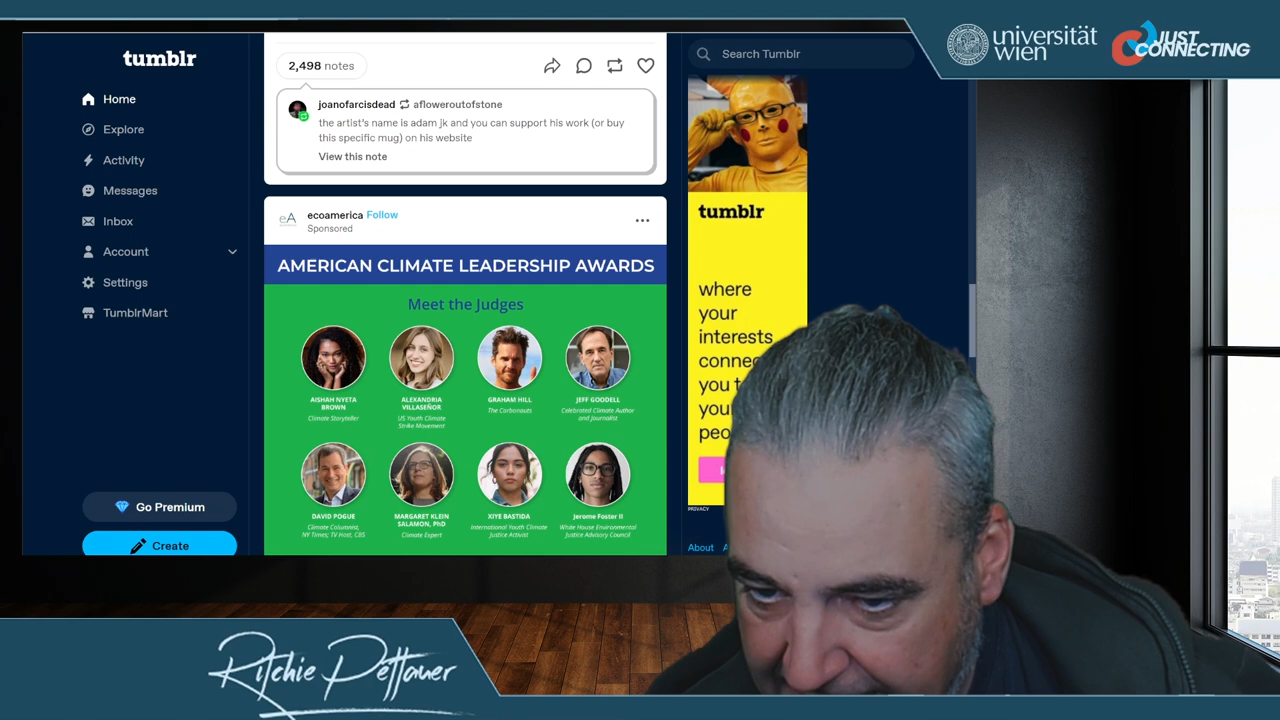 universität
wien
JUST
CONNECTING
tumblr
Home
Explore
Activity
Messages
Inbox
Account
Settings
TumblrMart
Go Premium
Create
2,498 notes
joanofarcisdead afloweroutofstone
the artist's name is adam jk and you can support his work (or buy
this specific mug) on his website
View this note
eA
ecoamerica Follow
Sponsored
AMERICAN CLIMATE LEADERSHIP AWARDS
Meet the Judges
AISHAH NYETA
BROWN
Climate Storyteller
ALEXANDRIA
VILLASEÑOR
US Youth Climate
Strike Movement
GRAHAM HILL
The Carbonauts
JEFF GOODELL
Celebrated Climate Author
and Journalist
DAVID POGUE
Climate Columnist,
NY Times; TV Host, CBS
MARGARET KLEIN
SALAMON, PhD
Climate Expert
XIYE BASTIDA
International Youth Climate
Justice Activist
Jerome Foster II
White House Environmental
Justice Advisory Council
Search Tumblr
tumblr
where
your
interests
connec
you t
you
peo
PRIVACY
About
Ritchie Pettauer